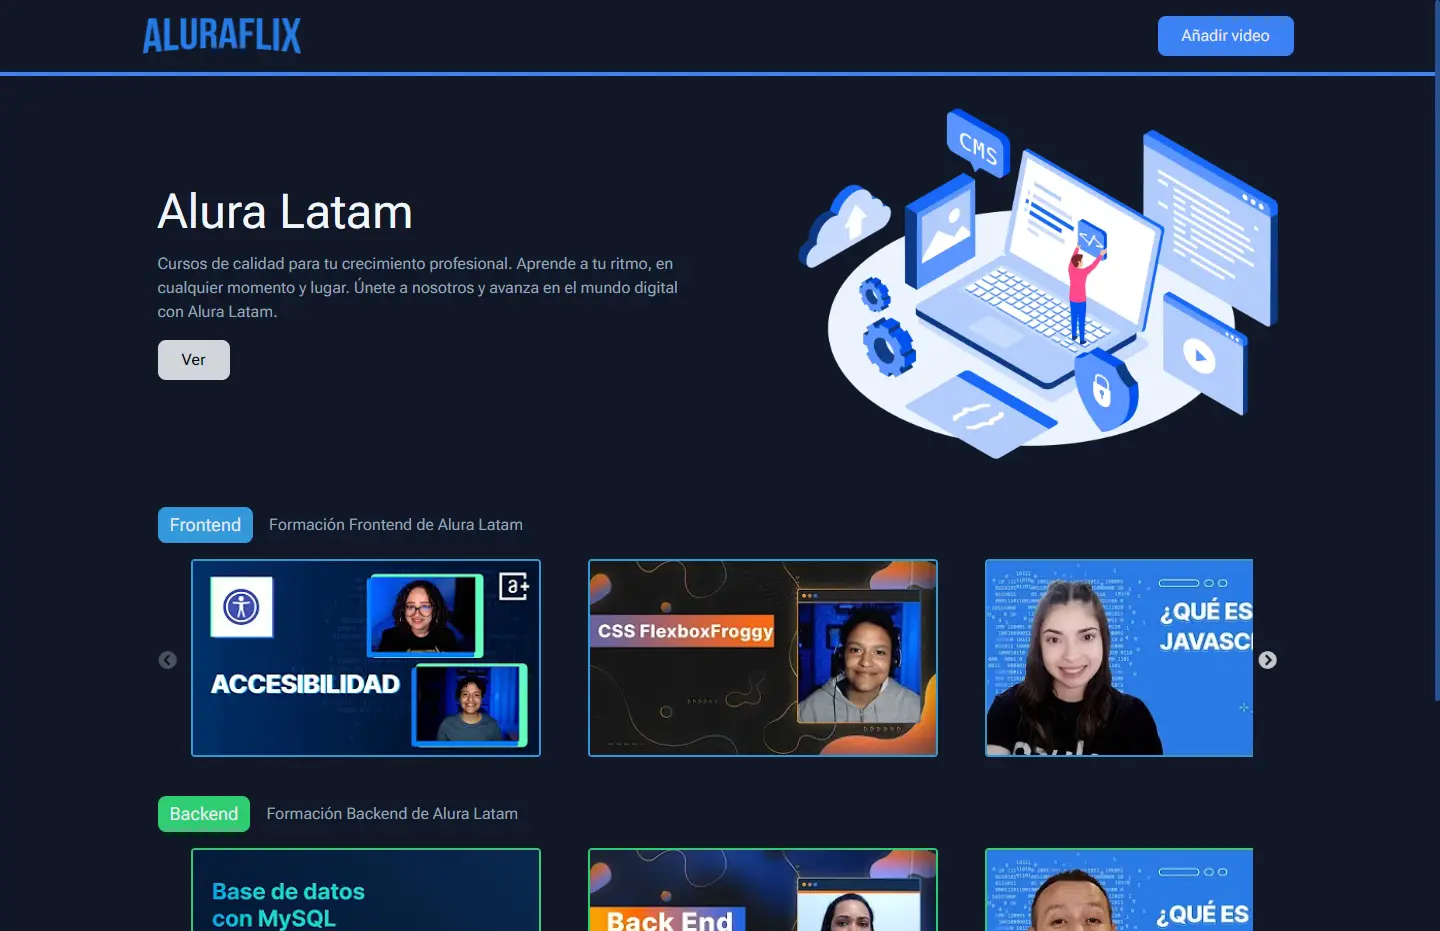 ALURAFLIX
Añadir video
CMS
Alura Latam
Cursos de calidad para tu crecimiento profesional. Aprende a tu ritmo, en
cualquier momento y lugar. Únete a nosotros y avanza en el mundo digital
con Alura Latam.
Ver
Frontend
Formación Frontend de Alura Latam
a+
ACCESIBILIDAD
CSS FlexboxFroggy
¿QUÉ ES
JAVASC
Backend
Formación Backend de Alura Latam
Base de datos
con MySQL
Back End
¿QUÉ ES